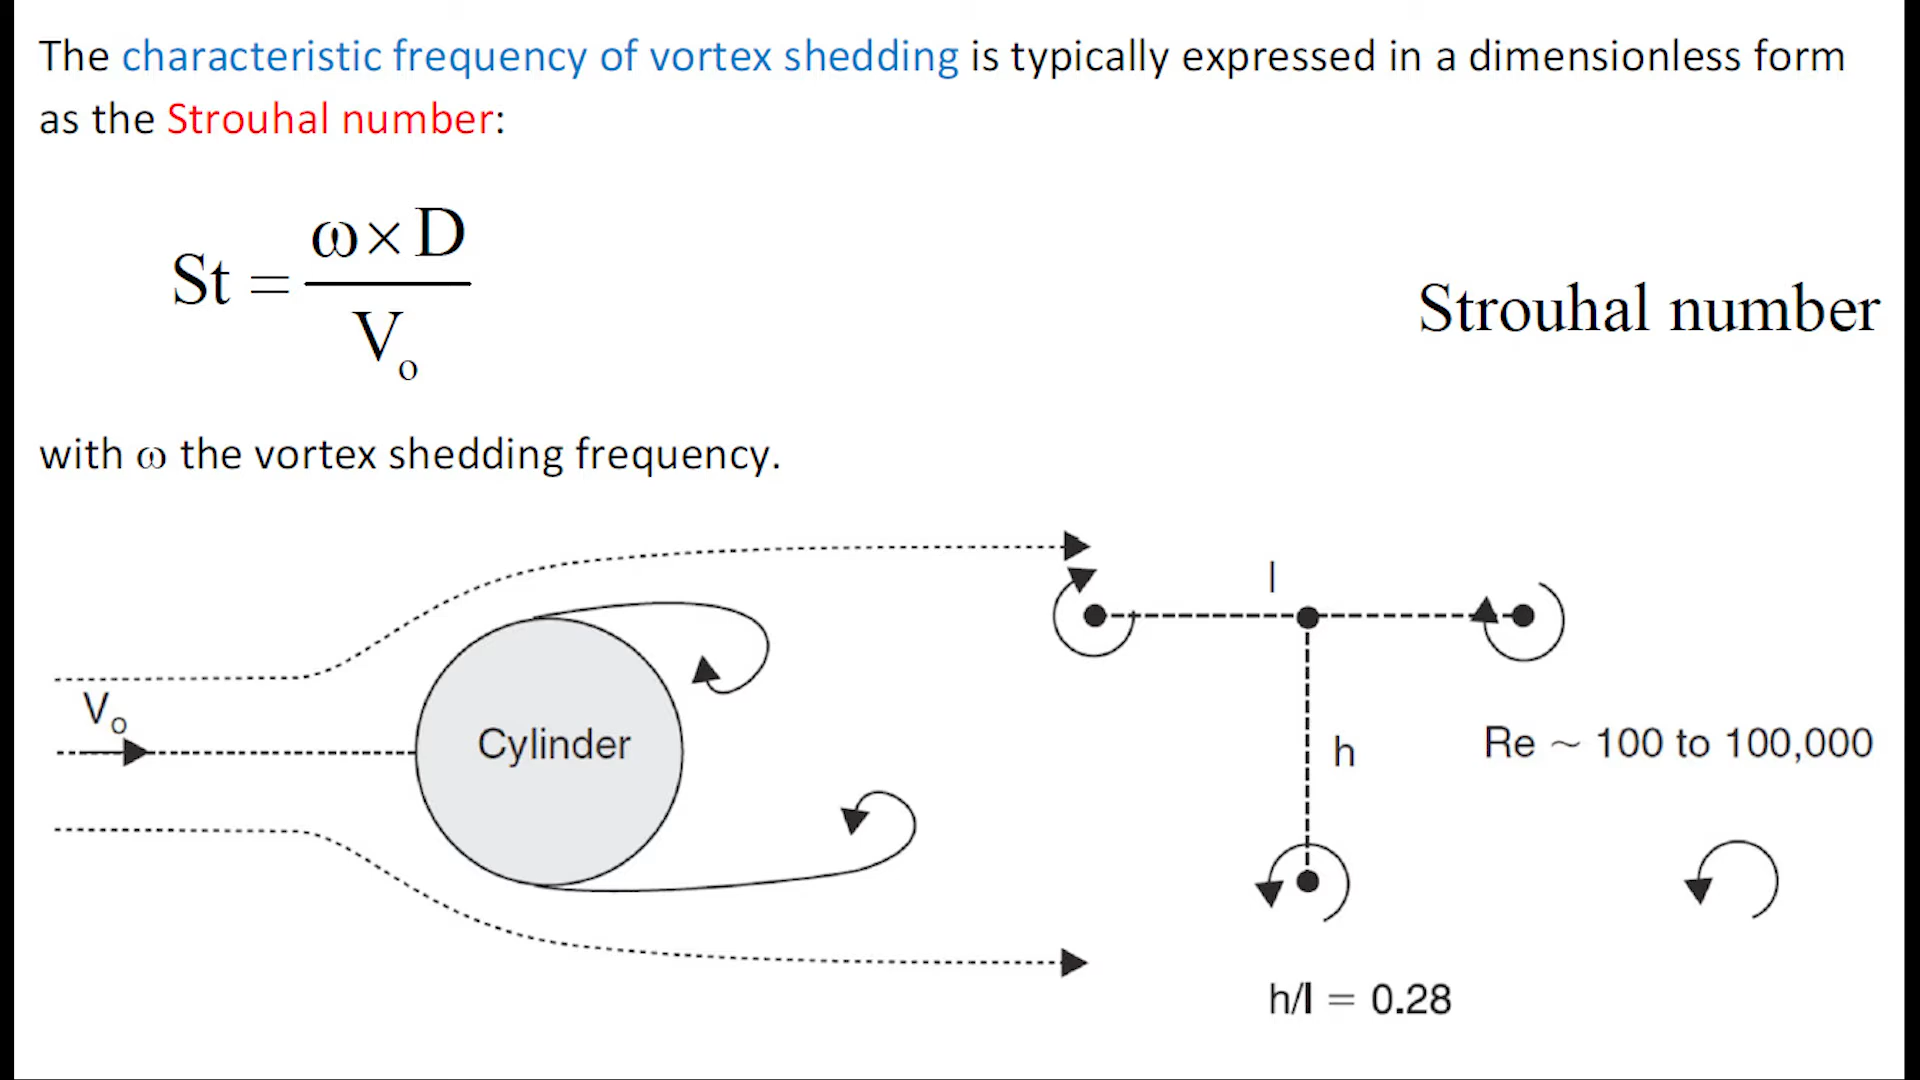 The characteristic frequency of vortex shedding is typically expressed in a dimensionless form
as the Strouhal number:
St = ω × D / Vo
Strouhal number
with ω the vortex shedding frequency.
l
Vo
Cylinder
h
Re ~ 100 to 100,000
h/l = 0.28